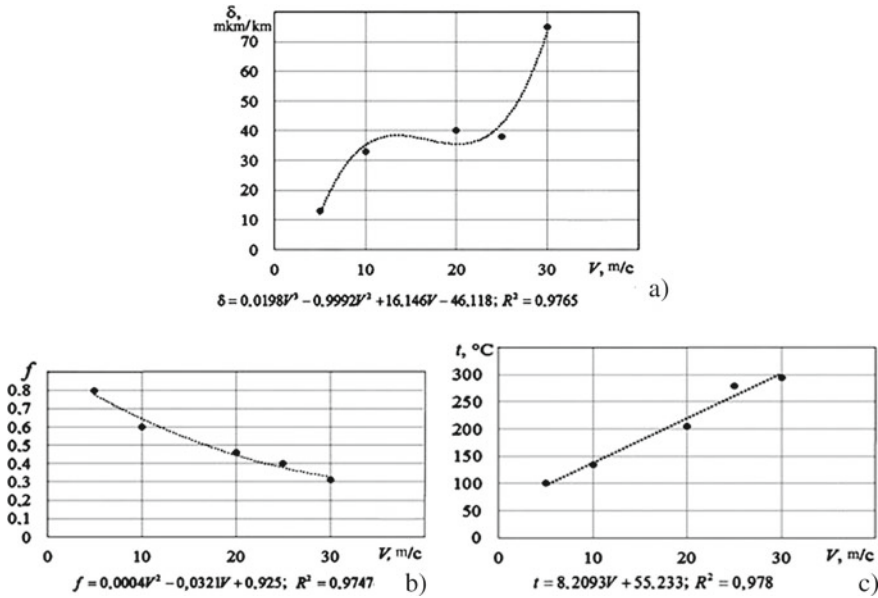 δ,
mkm/km
70
60
50
40
30
20
10
0
0 10 20 30 V, m/c
a)
δ = 0.0198V³ − 0.9992V² + 16.146V − 46.118; R² = 0.9765
f
0.8
0.7
0.6
0.5
0.4
0.3
0.2
0.1
0
0 10 20 30 V, m/c
f = 0.0004V² − 0,0321V + 0,925; R² = 0.9747
b)
t, °C
300
250
200
150
100
50
0
0 10 20 30 V, m/c
t = 8.2093V + 55.233; R² = 0,978
c)